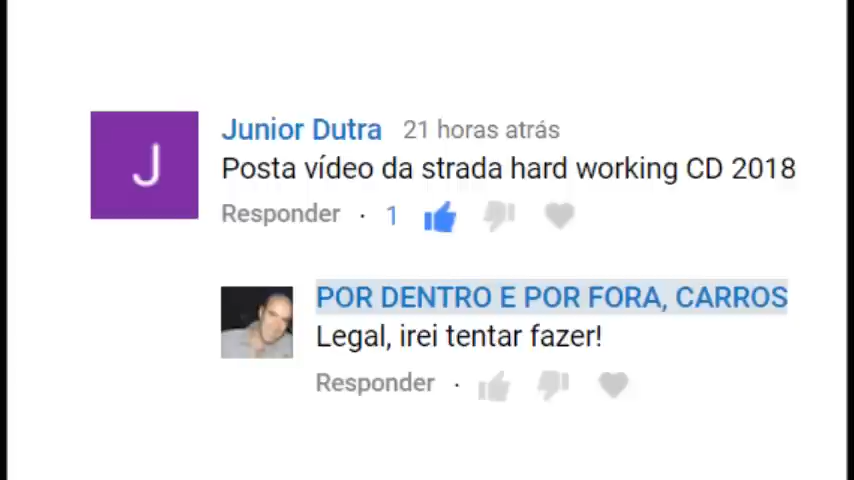 J
Junior Dutra 21 horas atrás
Posta vídeo da strada hard working CD 2018
Responder · 1
POR DENTRO E POR FORA, CARROS
Legal, irei tentar fazer!
Responder ·